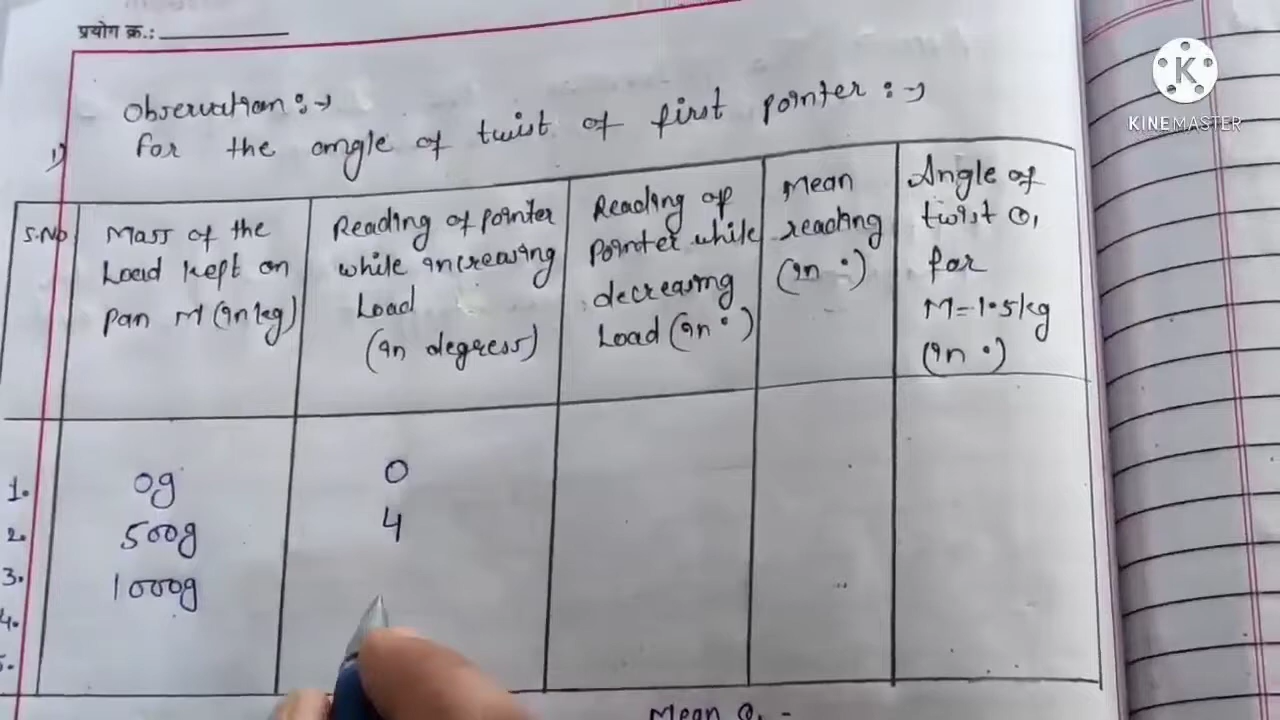 प्रयोग क्र.:
Observation :→
1) for the angle of twist of first pointer :→
S.No
Mass of the
Load kept on
pan M (in kg)
Reading of pointer
while increasing
Load
(in degress)
Reading of
Pointer while
decreasing
Load (in °)
Mean
reading
(in °)
Angle of
twist θ,
for
M=1.5kg
(in °)
1. 0g 0
2. 500g 4
3. 1000g
4.
5.
Mean θ, -
K
KINEMASTER